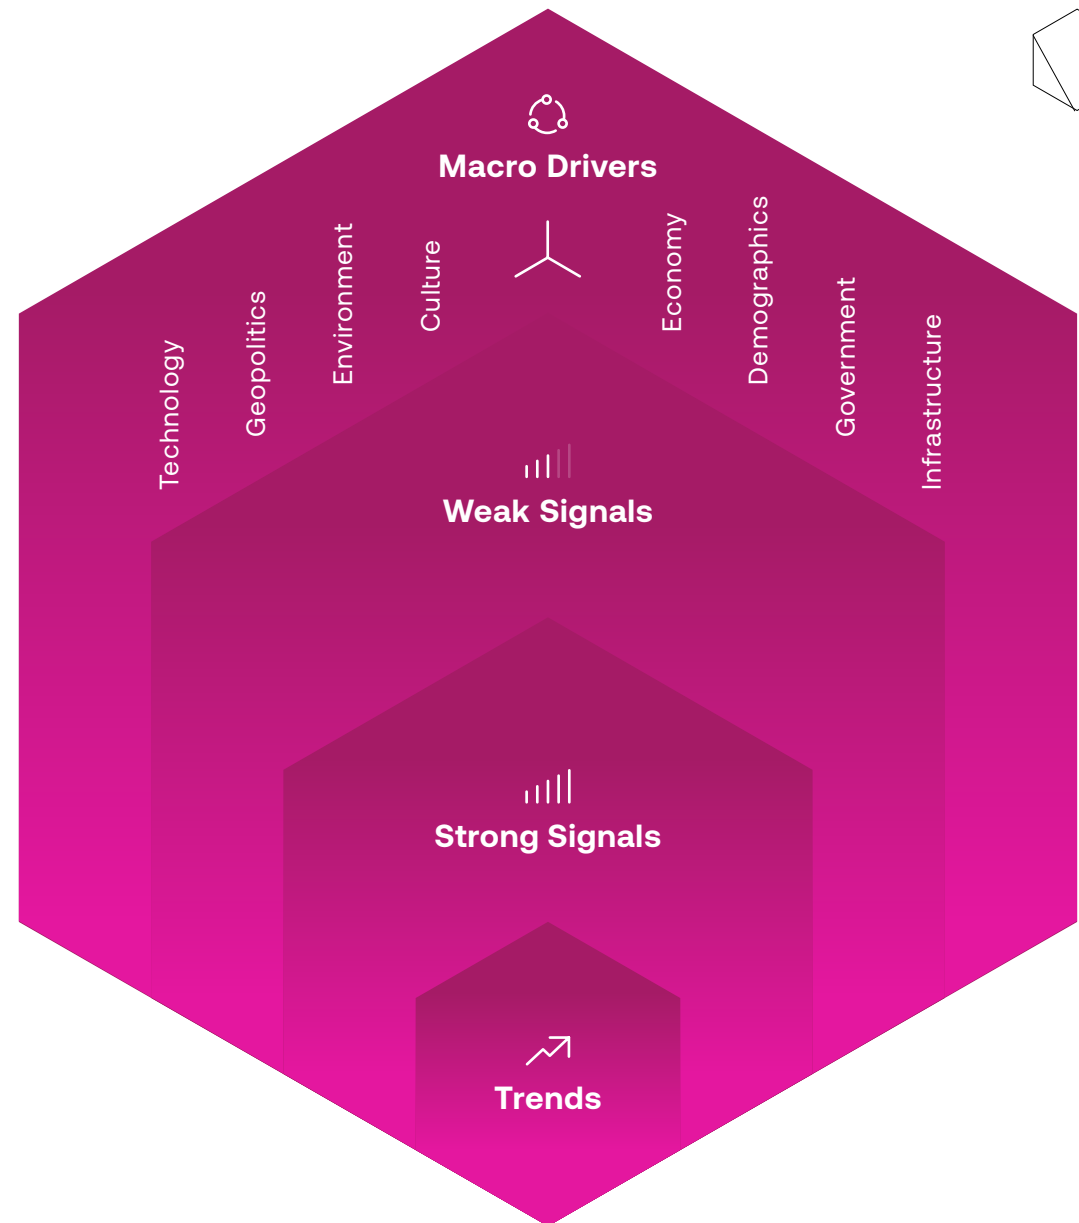 Macro Drivers
Technology
Geopolitics
Environment
Culture
Economy
Demographics
Government
Infrastructure
Weak Signals
Strong Signals
Trends